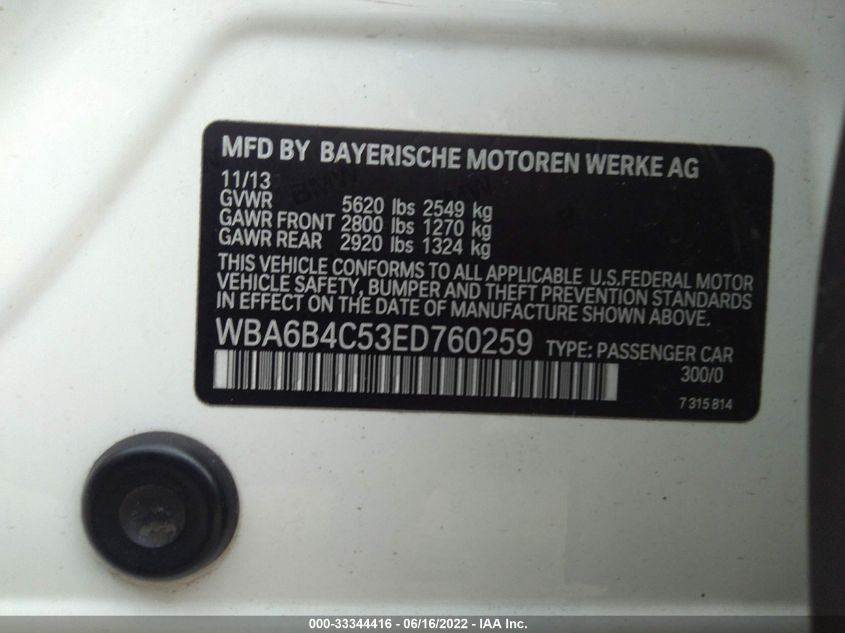 MFD BY BAYERISCHE MOTOREN WERKE AG
11/13
GVWR 5620 lbs 2549 kg
GAWR FRONT 2800 lbs 1270 kg
GAWR REAR 2920 lbs 1324 kg
THIS VEHICLE CONFORMS TO ALL APPLICABLE U.S.FEDERAL MOTOR
VEHICLE SAFETY, BUMPER AND THEFT PREVENTION STANDARDS
IN EFFECT ON THE DATE OF MANUFACTURE SHOWN ABOVE.
WBA6B4C53ED760259 TYPE: PASSENGER CAR
300/0
7 315 814
000-33344416 - 06/16/2022 - IAA Inc.